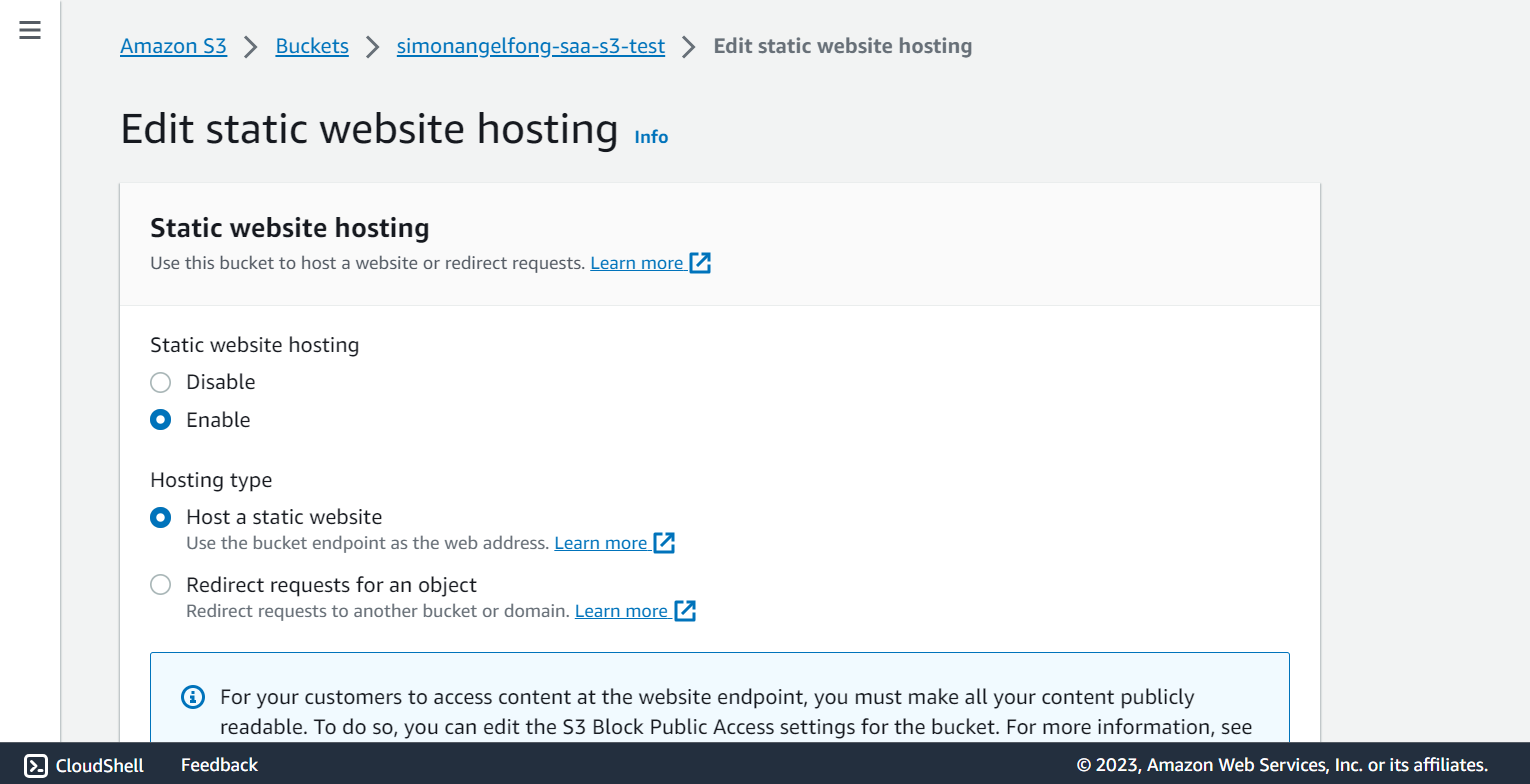 Amazon S3 > Buckets > simonangelfong-saa-s3-test > Edit static website hosting
Edit static website hosting Info
Static website hosting
Use this bucket to host a website or redirect requests. Learn more
Static website hosting
Disable
Enable
Hosting type
Host a static website
Use the bucket endpoint as the web address. Learn more
Redirect requests for an object
Redirect requests to another bucket or domain. Learn more
For your customers to access content at the website endpoint, you must make all your content publicly
readable. To do so, you can edit the S3 Block Public Access settings for the bucket. For more information, see
CloudShell Feedback © 2023, Amazon Web Services, Inc. or its affiliates.